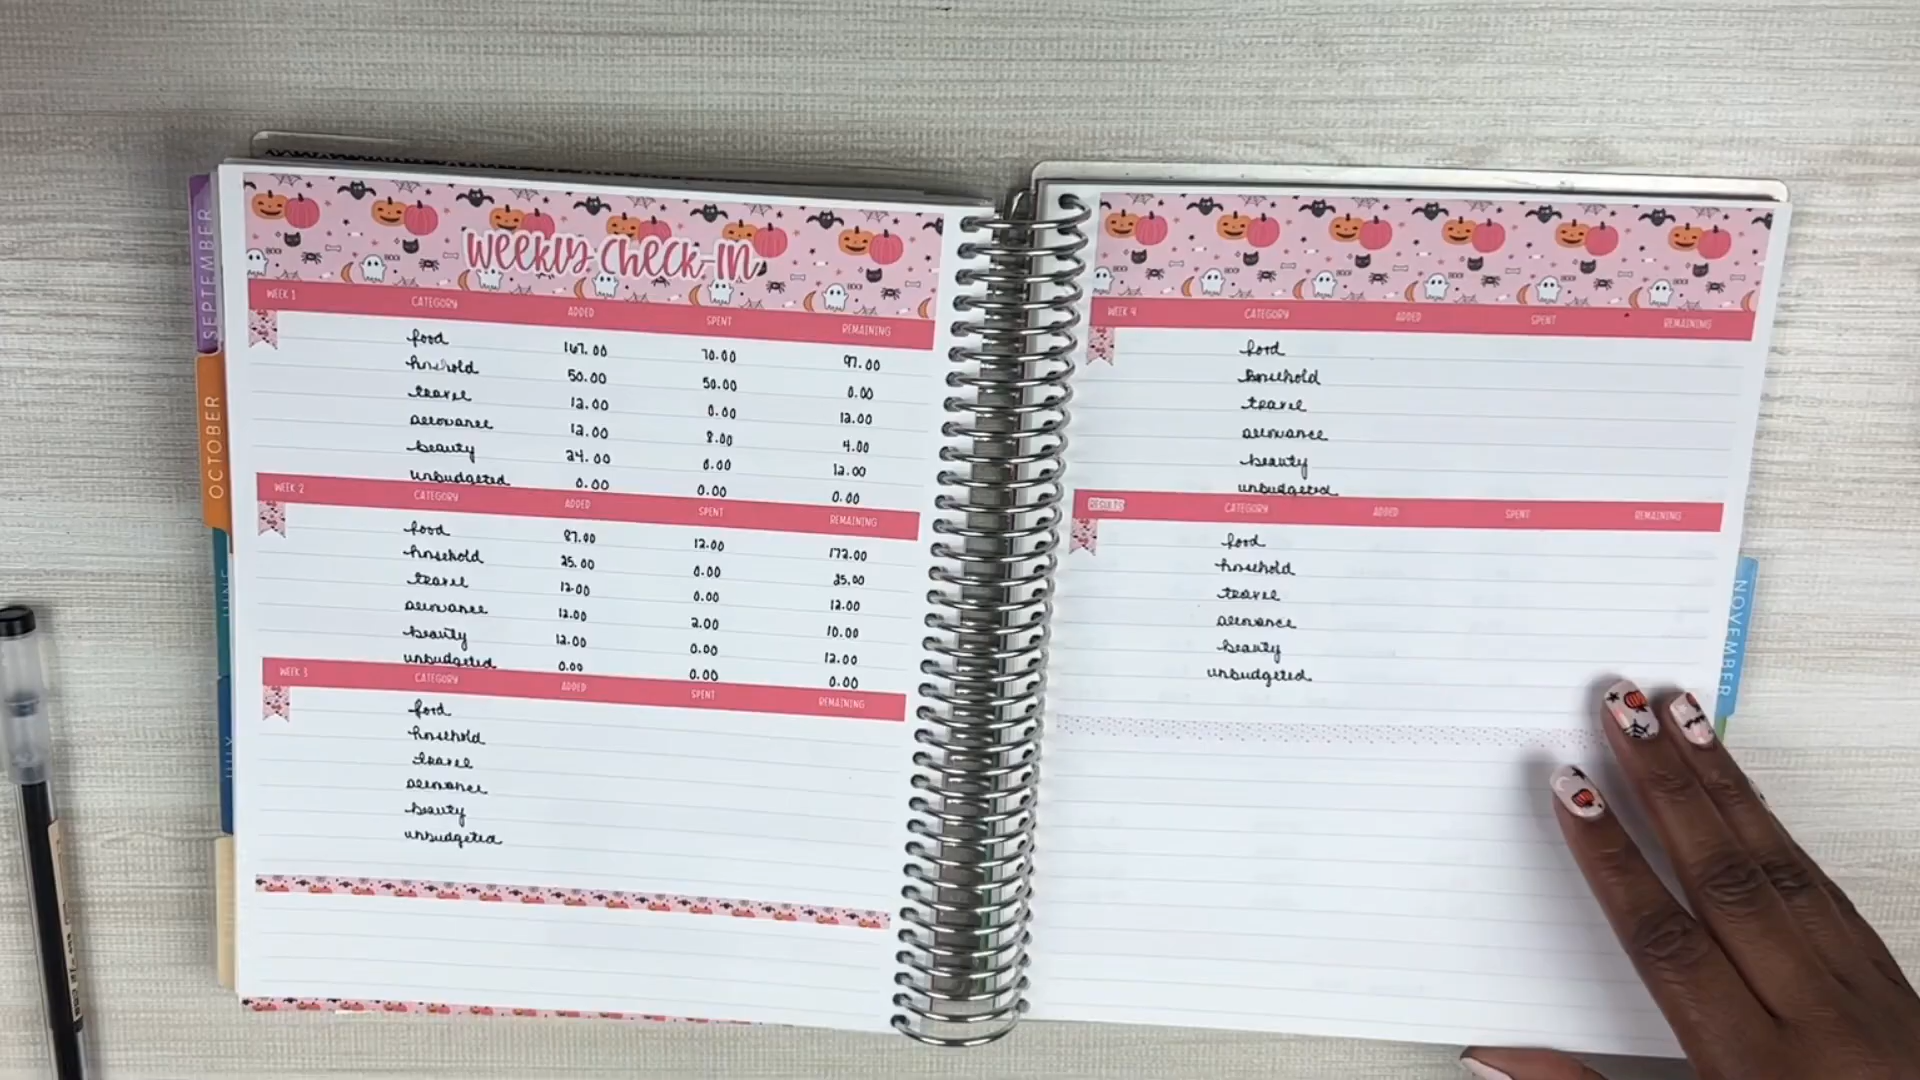 WEEKLY CHECK-IN
WEEK 1 CATEGORY ADDED SPENT REMAINING
food 167.00 70.00 97.00
household 50.00 50.00 0.00
travel 12.00 0.00 12.00
allowance 12.00 8.00 4.00
beauty 24.00 0.00 12.00
unbudgeted 0.00 0.00 0.00
WEEK 2 CATEGORY ADDED SPENT REMAINING
food 87.00 12.00 172.00
household 25.00 0.00 25.00
travel 12.00 0.00 12.00
allowance 12.00 2.00 10.00
beauty 12.00 0.00 12.00
unbudgeted 0.00 0.00 0.00
WEEK 3 CATEGORY ADDED SPENT REMAINING
food
household
travel
allowance
beauty
unbudgeted
WEEK 4 CATEGORY ADDED SPENT REMAINING
food
household
travel
allowance
beauty
unbudgeted
RESULTS CATEGORY ADDED SPENT REMAINING
food
household
travel
allowance
beauty
unbudgeted
SEPTEMBER
OCTOBER
JUNE
JULY
NOVEMBER